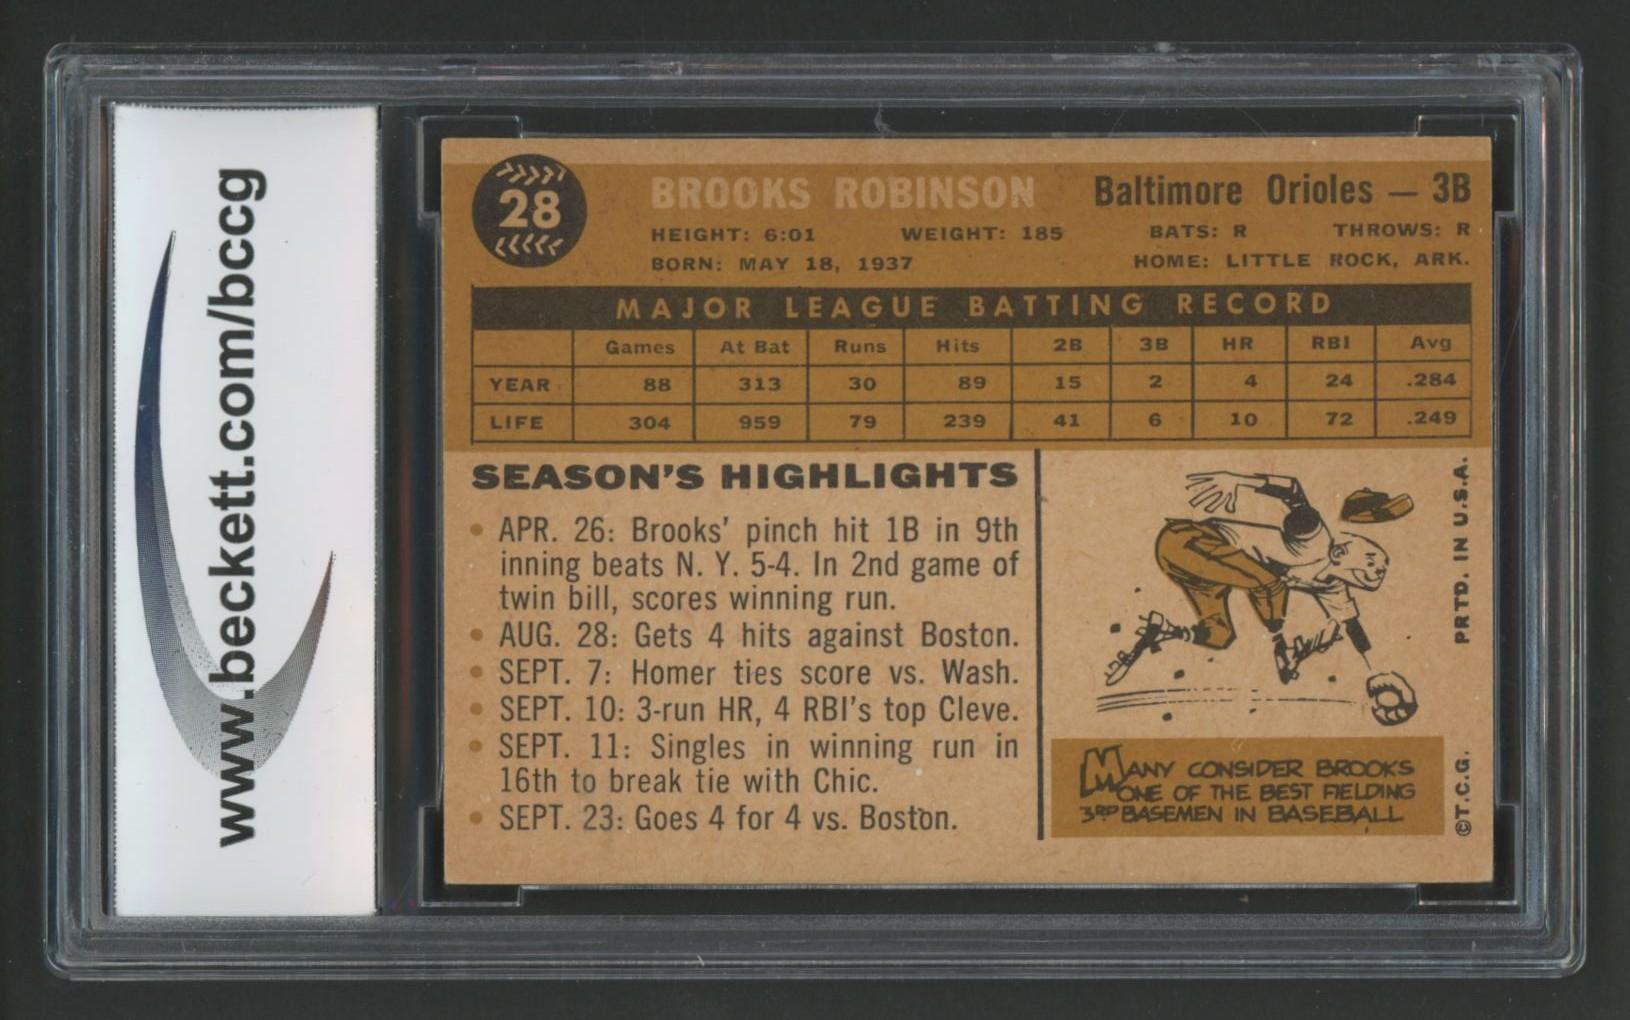 www.beckett.com/bccg
28
BROOKS ROBINSON
Baltimore Orioles — 3B
HEIGHT: 6:01 WEIGHT: 185 BATS: R THROWS: R
BORN: MAY 18, 1937 HOME: LITTLE ROCK, ARK.
MAJOR LEAGUE BATTING RECORD
Games At Bat Runs Hits 2B 3B HR RBI Avg
YEAR 88 313 30 89 15 2 4 24 .284
LIFE 304 959 79 239 41 6 10 72 .249
SEASON'S HIGHLIGHTS
• APR. 26: Brooks' pinch hit 1B in 9th
inning beats N. Y. 5-4. In 2nd game of
twin bill, scores winning run.
• AUG. 28: Gets 4 hits against Boston.
• SEPT. 7: Homer ties score vs. Wash.
• SEPT. 10: 3-run HR, 4 RBI's top Cleve.
• SEPT. 11: Singles in winning run in
16th to break tie with Chic.
• SEPT. 23: Goes 4 for 4 vs. Boston.
MANY CONSIDER BROOKS
ONE OF THE BEST FIELDING
3RD BASEMEN IN BASEBALL
©T.C.G. PRTD. IN U.S.A.